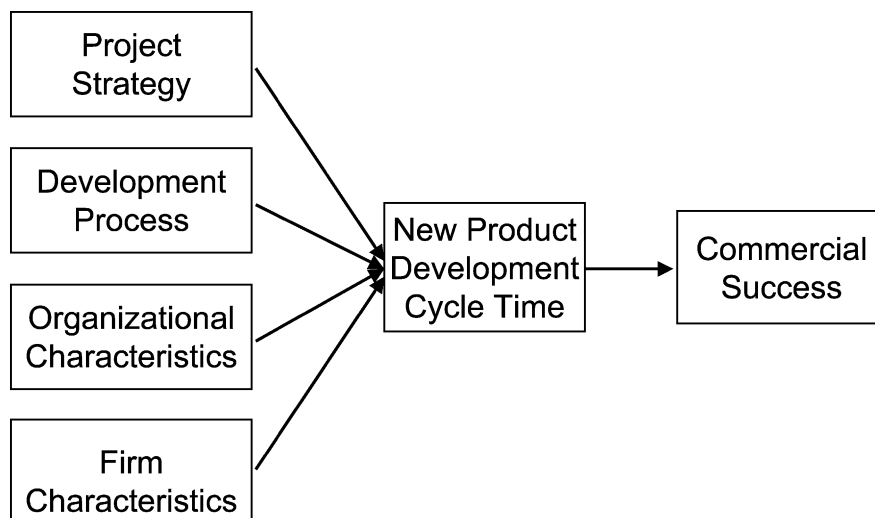 Project
Strategy
Development
Process
Organizational
Characteristics
Firm
Characteristics
New Product
Development
Cycle Time
Commercial
Success